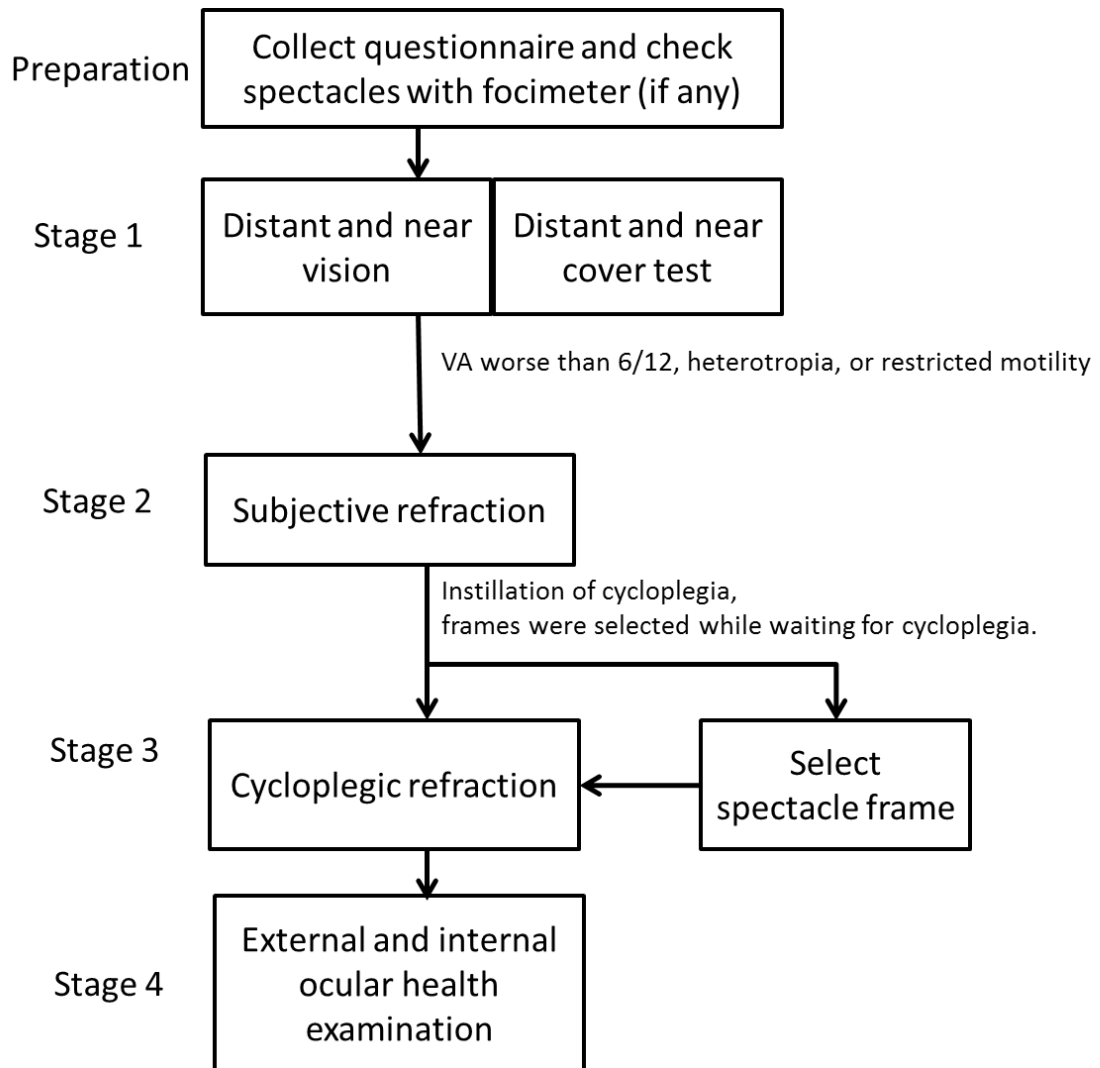 Preparation
Collect questionnaire and check
spectacles with focimeter (if any)
Stage 1
Distant and near
vision
Distant and near
cover test
VA worse than 6/12, heterotropia, or restricted motility
Stage 2
Subjective refraction
Instillation of cycloplegia,
frames were selected while waiting for cycloplegia.
Stage 3
Cycloplegic refraction
Select
spectacle frame
Stage 4
External and internal
ocular health
examination